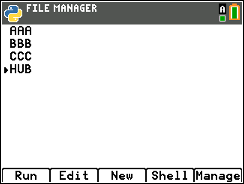 FILE MANAGER
A
AAA
BBB
CCC
HUB
Run Edit New Shell Manage